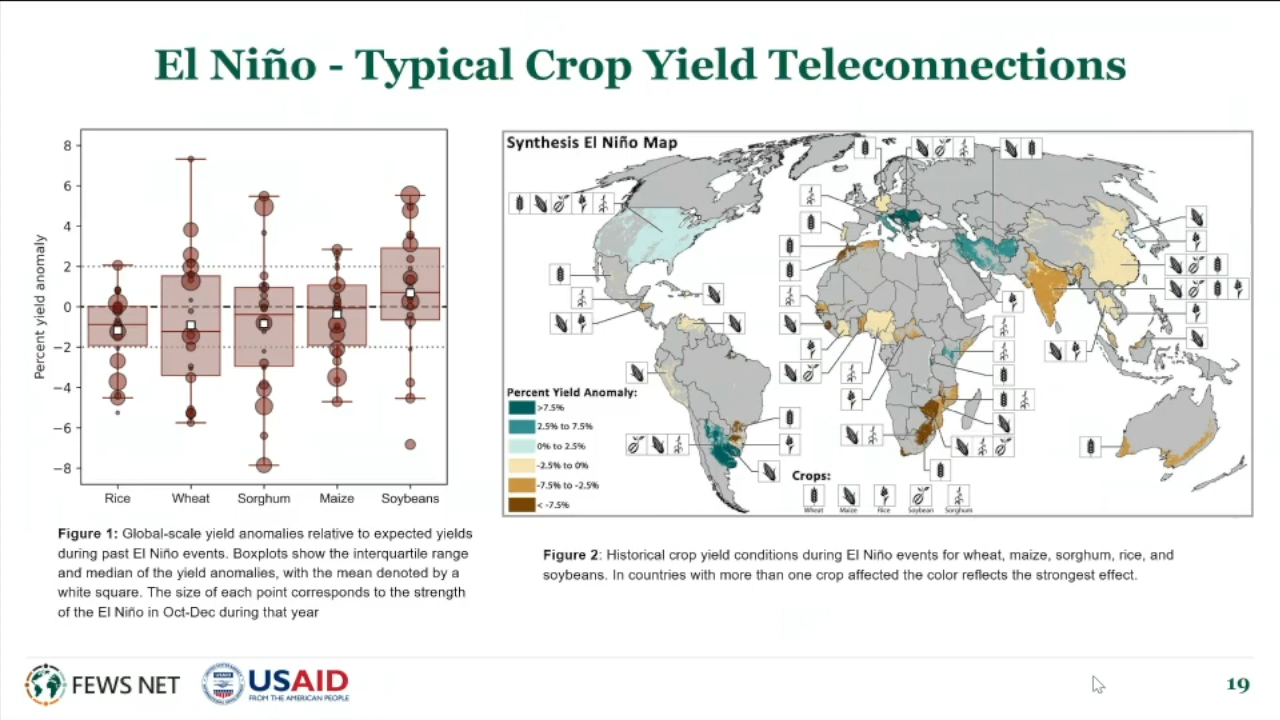 El Niño - Typical Crop Yield Teleconnections
Percent yield anomaly
8
6
4
2
0
−2
−4
−6
−8
Rice Wheat Sorghum Maize Soybeans
Figure 1: Global-scale yield anomalies relative to expected yields
during past El Niño events. Boxplots show the interquartile range
and median of the yield anomalies, with the mean denoted by a
white square. The size of each point corresponds to the strength
of the El Niño in Oct-Dec during that year
Synthesis El Niño Map
Percent Yield Anomaly:
>7.5%
2.5% to 7.5%
0% to 2.5%
-2.5% to 0%
-7.5% to -2.5%
< -7.5%
Crops:
Wheat Maize Rice Soybean Sorghum
Figure 2: Historical crop yield conditions during El Niño events for wheat, maize, sorghum, rice, and
soybeans. In countries with more than one crop affected the color reflects the strongest effect.
FEWS NET
USAID
USAID
FROM THE AMERICAN PEOPLE
19